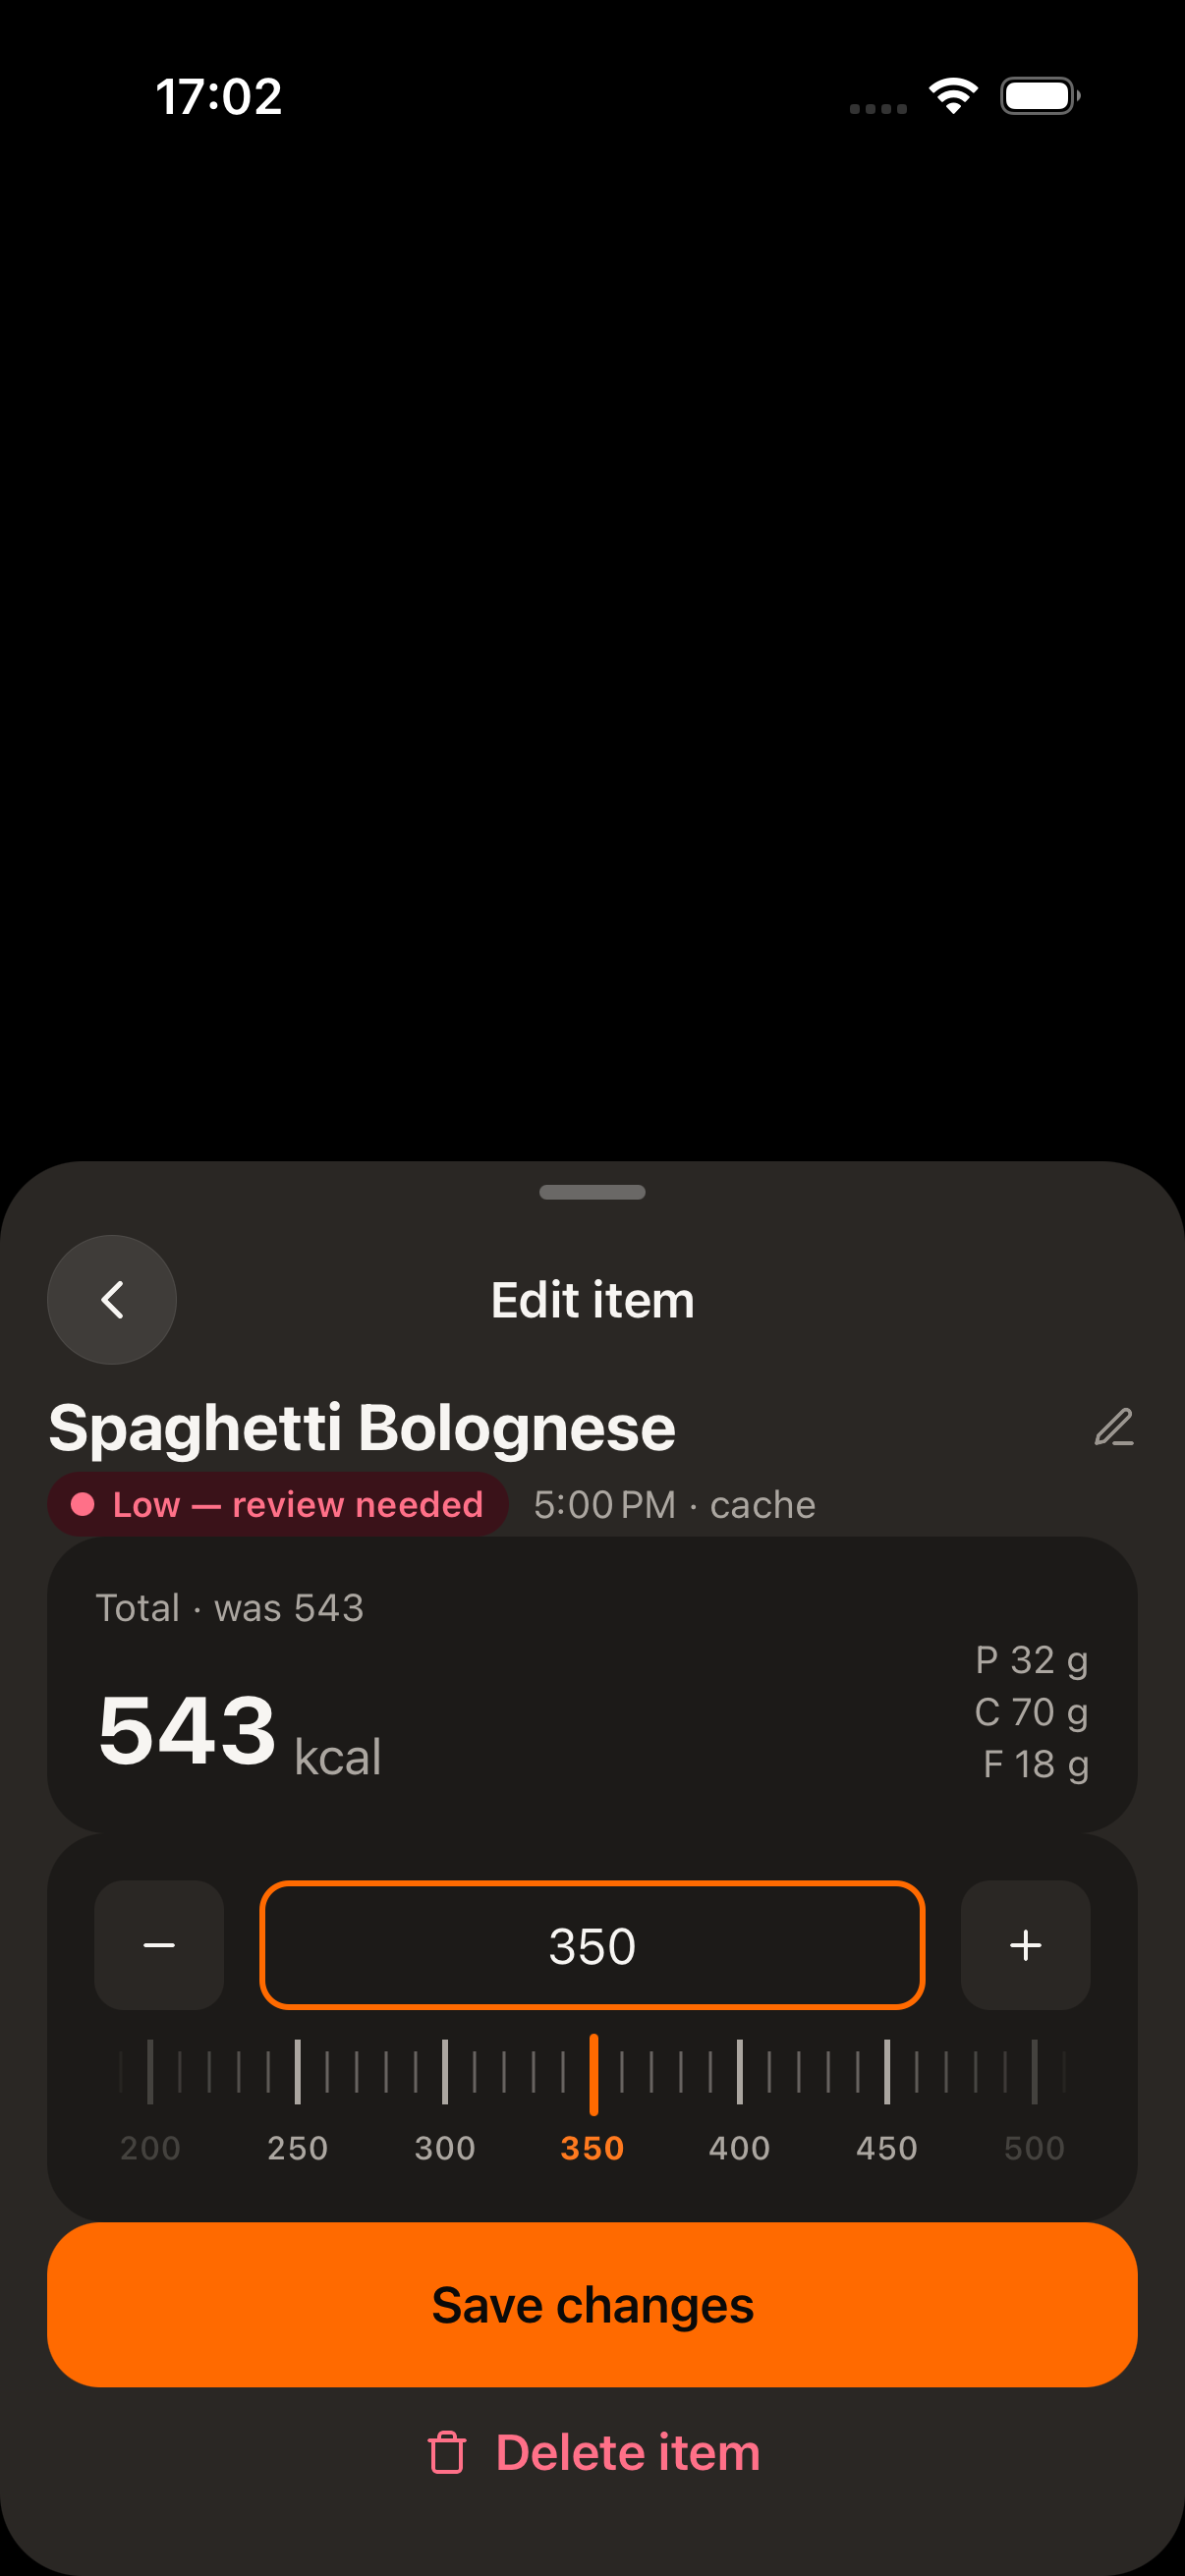 17:02
Edit item
Spaghetti Bolognese
Low — review needed 5:00 PM · cache
Total · was 543
P 32 g
C 70 g
543 kcal
F 18 g
− 350 +
200 250 300 350 400 450 500
Save changes
Delete item